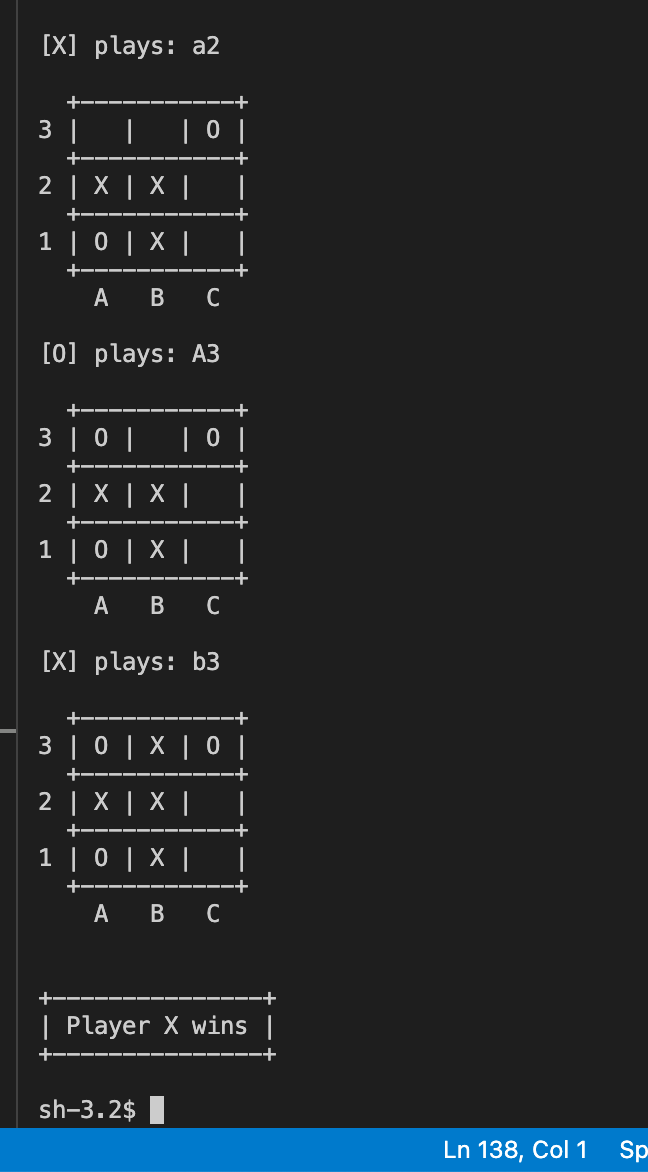 [X] plays: a2
  +-----------+
3 |   |   | O |
  +-----------+
2 | X | X |   |
  +-----------+
1 | O | X |   |
  +-----------+
    A   B   C
[O] plays: A3
  +-----------+
3 | O |   | O |
  +-----------+
2 | X | X |   |
  +-----------+
1 | O | X |   |
  +-----------+
    A   B   C
[X] plays: b3
  +-----------+
3 | O | X | O |
  +-----------+
2 | X | X |   |
  +-----------+
1 | O | X |   |
  +-----------+
    A   B   C
+---------------+
| Player X wins |
+---------------+
sh-3.2$
Ln 138, Col 1 Sp